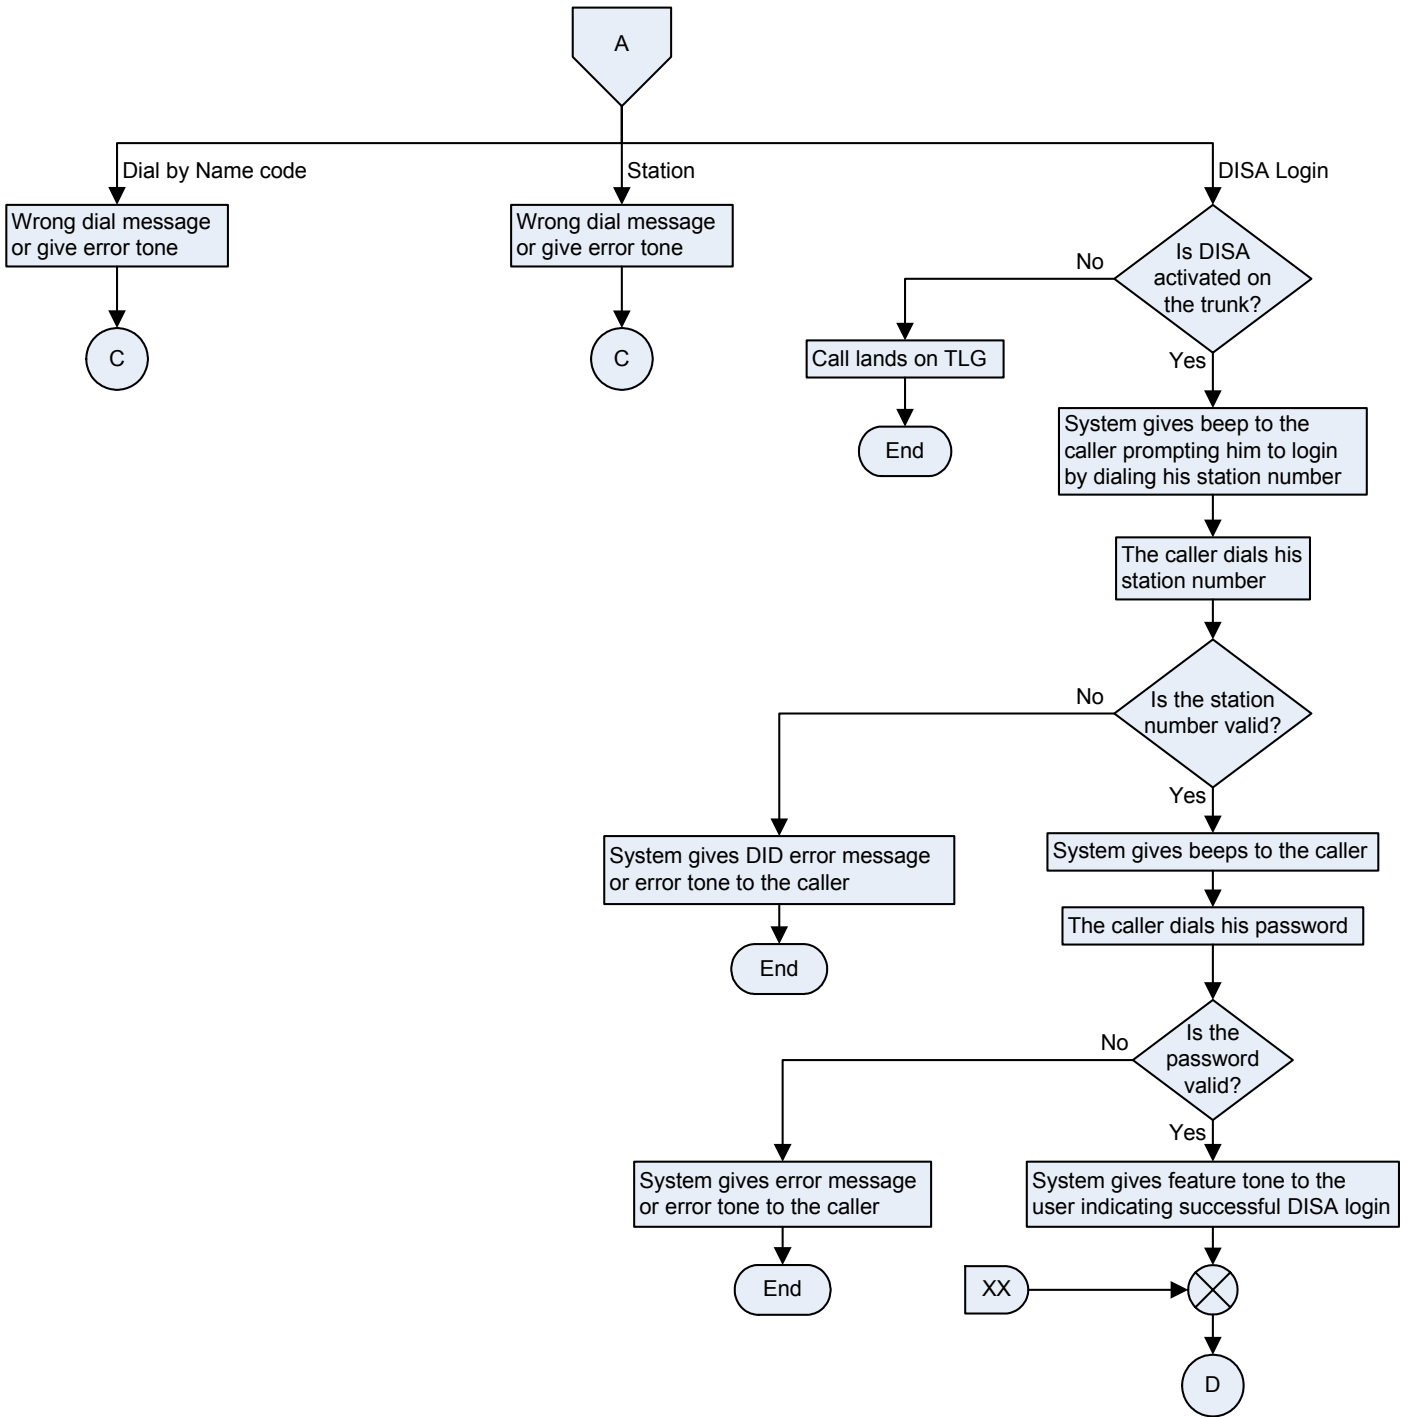 A
Dial by Name code
Station
DISA Login
Wrong dial message
or give error tone
Wrong dial message
or give error tone
C
C
Is DISA
activated on
the trunk?
No
Yes
Call lands on TLG
End
System gives beep to the
caller prompting him to login
by dialing his station number
The caller dials his
station number
Is the station
number valid?
No
Yes
System gives DID error message
or error tone to the caller
End
System gives beeps to the caller
The caller dials his password
Is the
password
valid?
No
Yes
System gives error message
or error tone to the caller
End
System gives feature tone to the
user indicating successful DISA login
XX
D